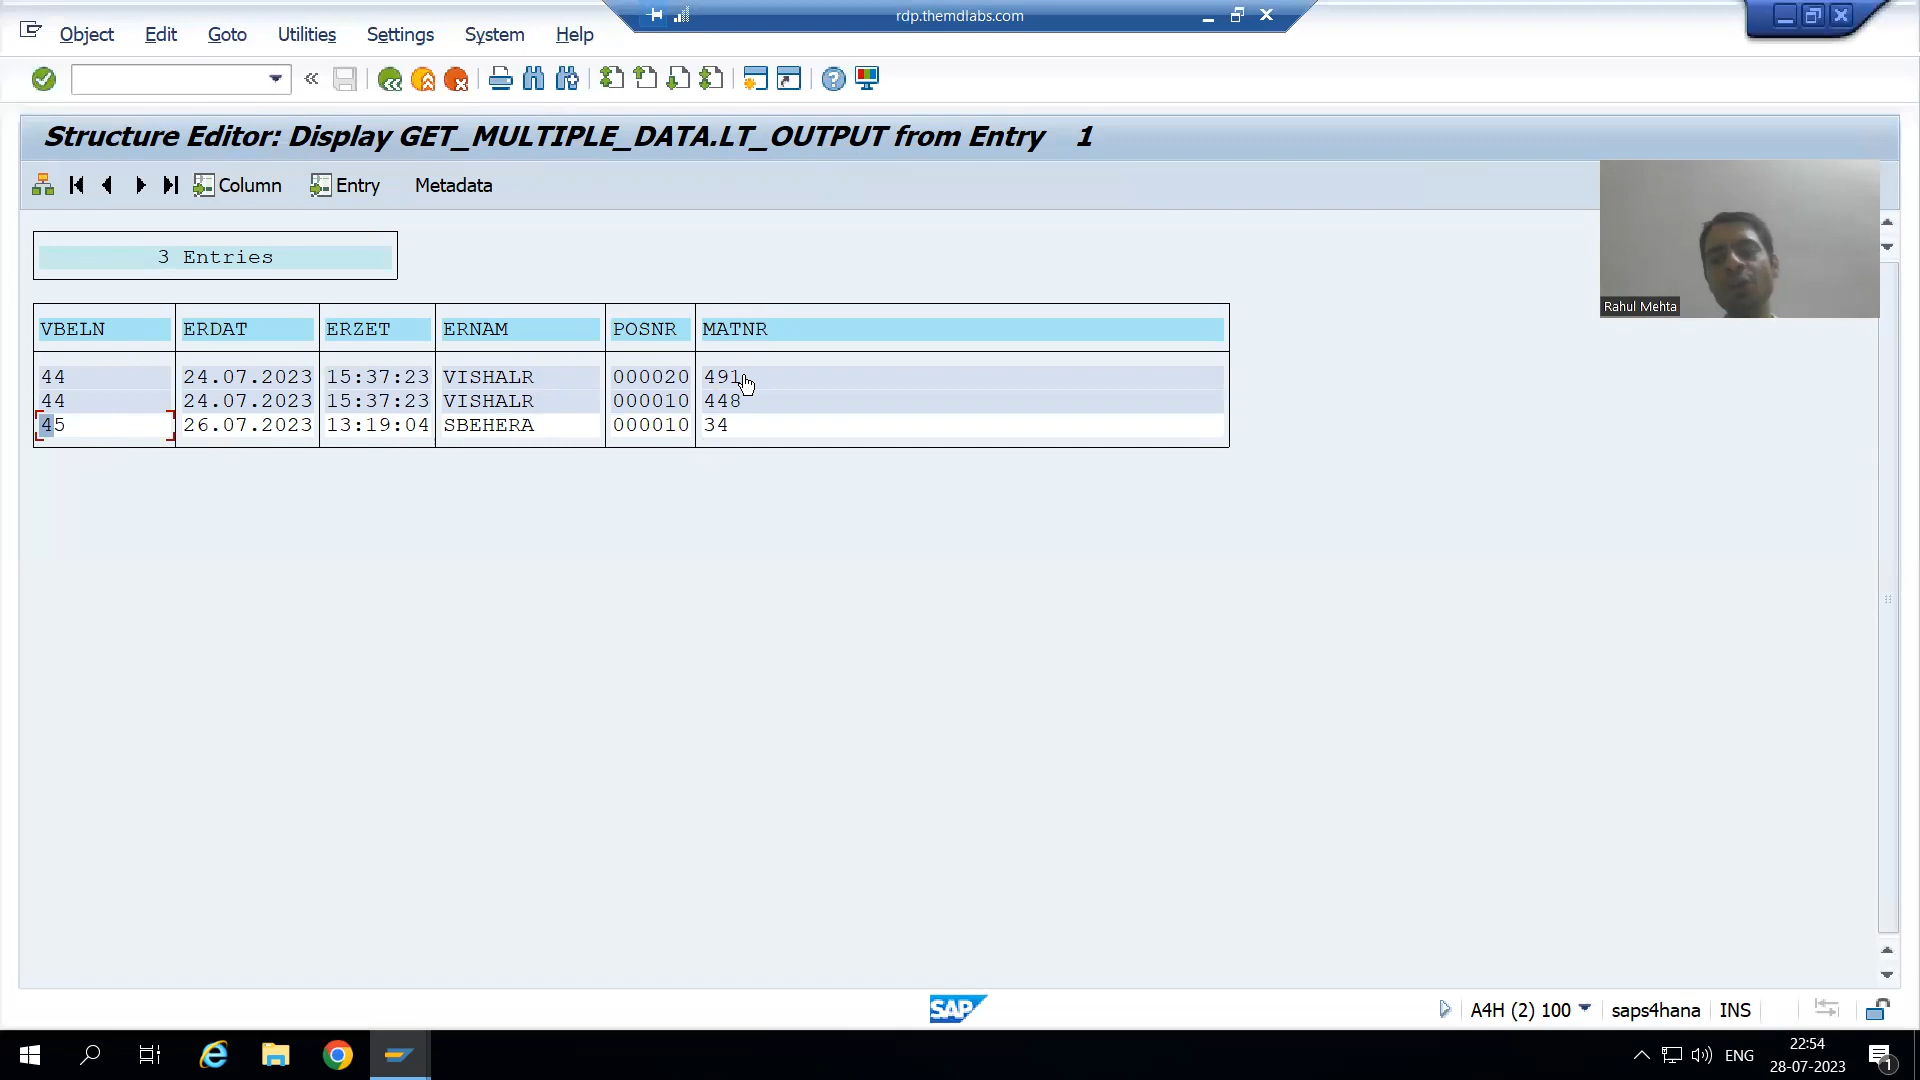 rdp.themdlabs.com
Object Edit Goto Utilities Settings System Help
Structure Editor: Display GET_MULTIPLE_DATA.LT_OUTPUT from Entry 1
Column Entry Metadata
Rahul Mehta
3 Entries
VBELN ERDAT ERZET ERNAM POSNR MATNR
44 24.07.2023 15:37:23 VISHALR 000020 491
44 24.07.2023 15:37:23 VISHALR 000010 448
45 26.07.2023 13:19:04 SBEHERA 000010 34
SAP
A4H (2) 100 saps4hana INS
22:54
ENG
28-07-2023
1